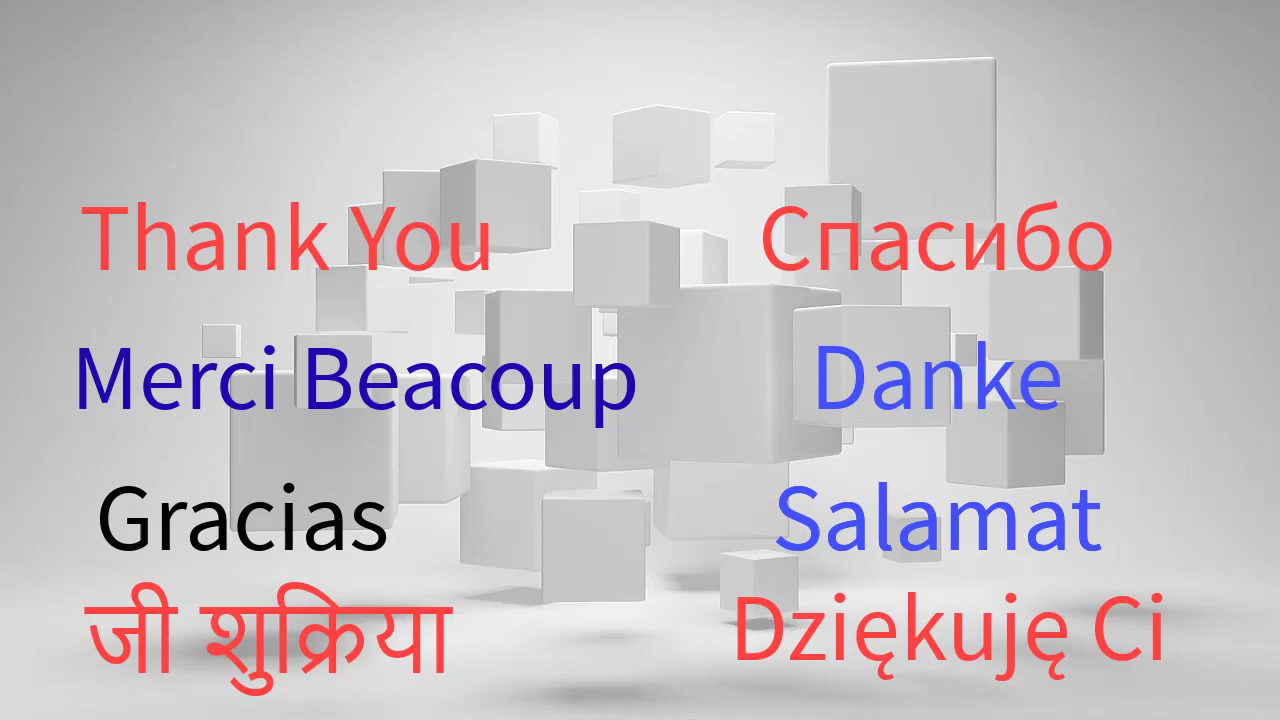 Thank You
Спасибо
Merci Beacoup
Danke
Gracias
Salamat
जी शुक्रिया
Dziękuję Ci